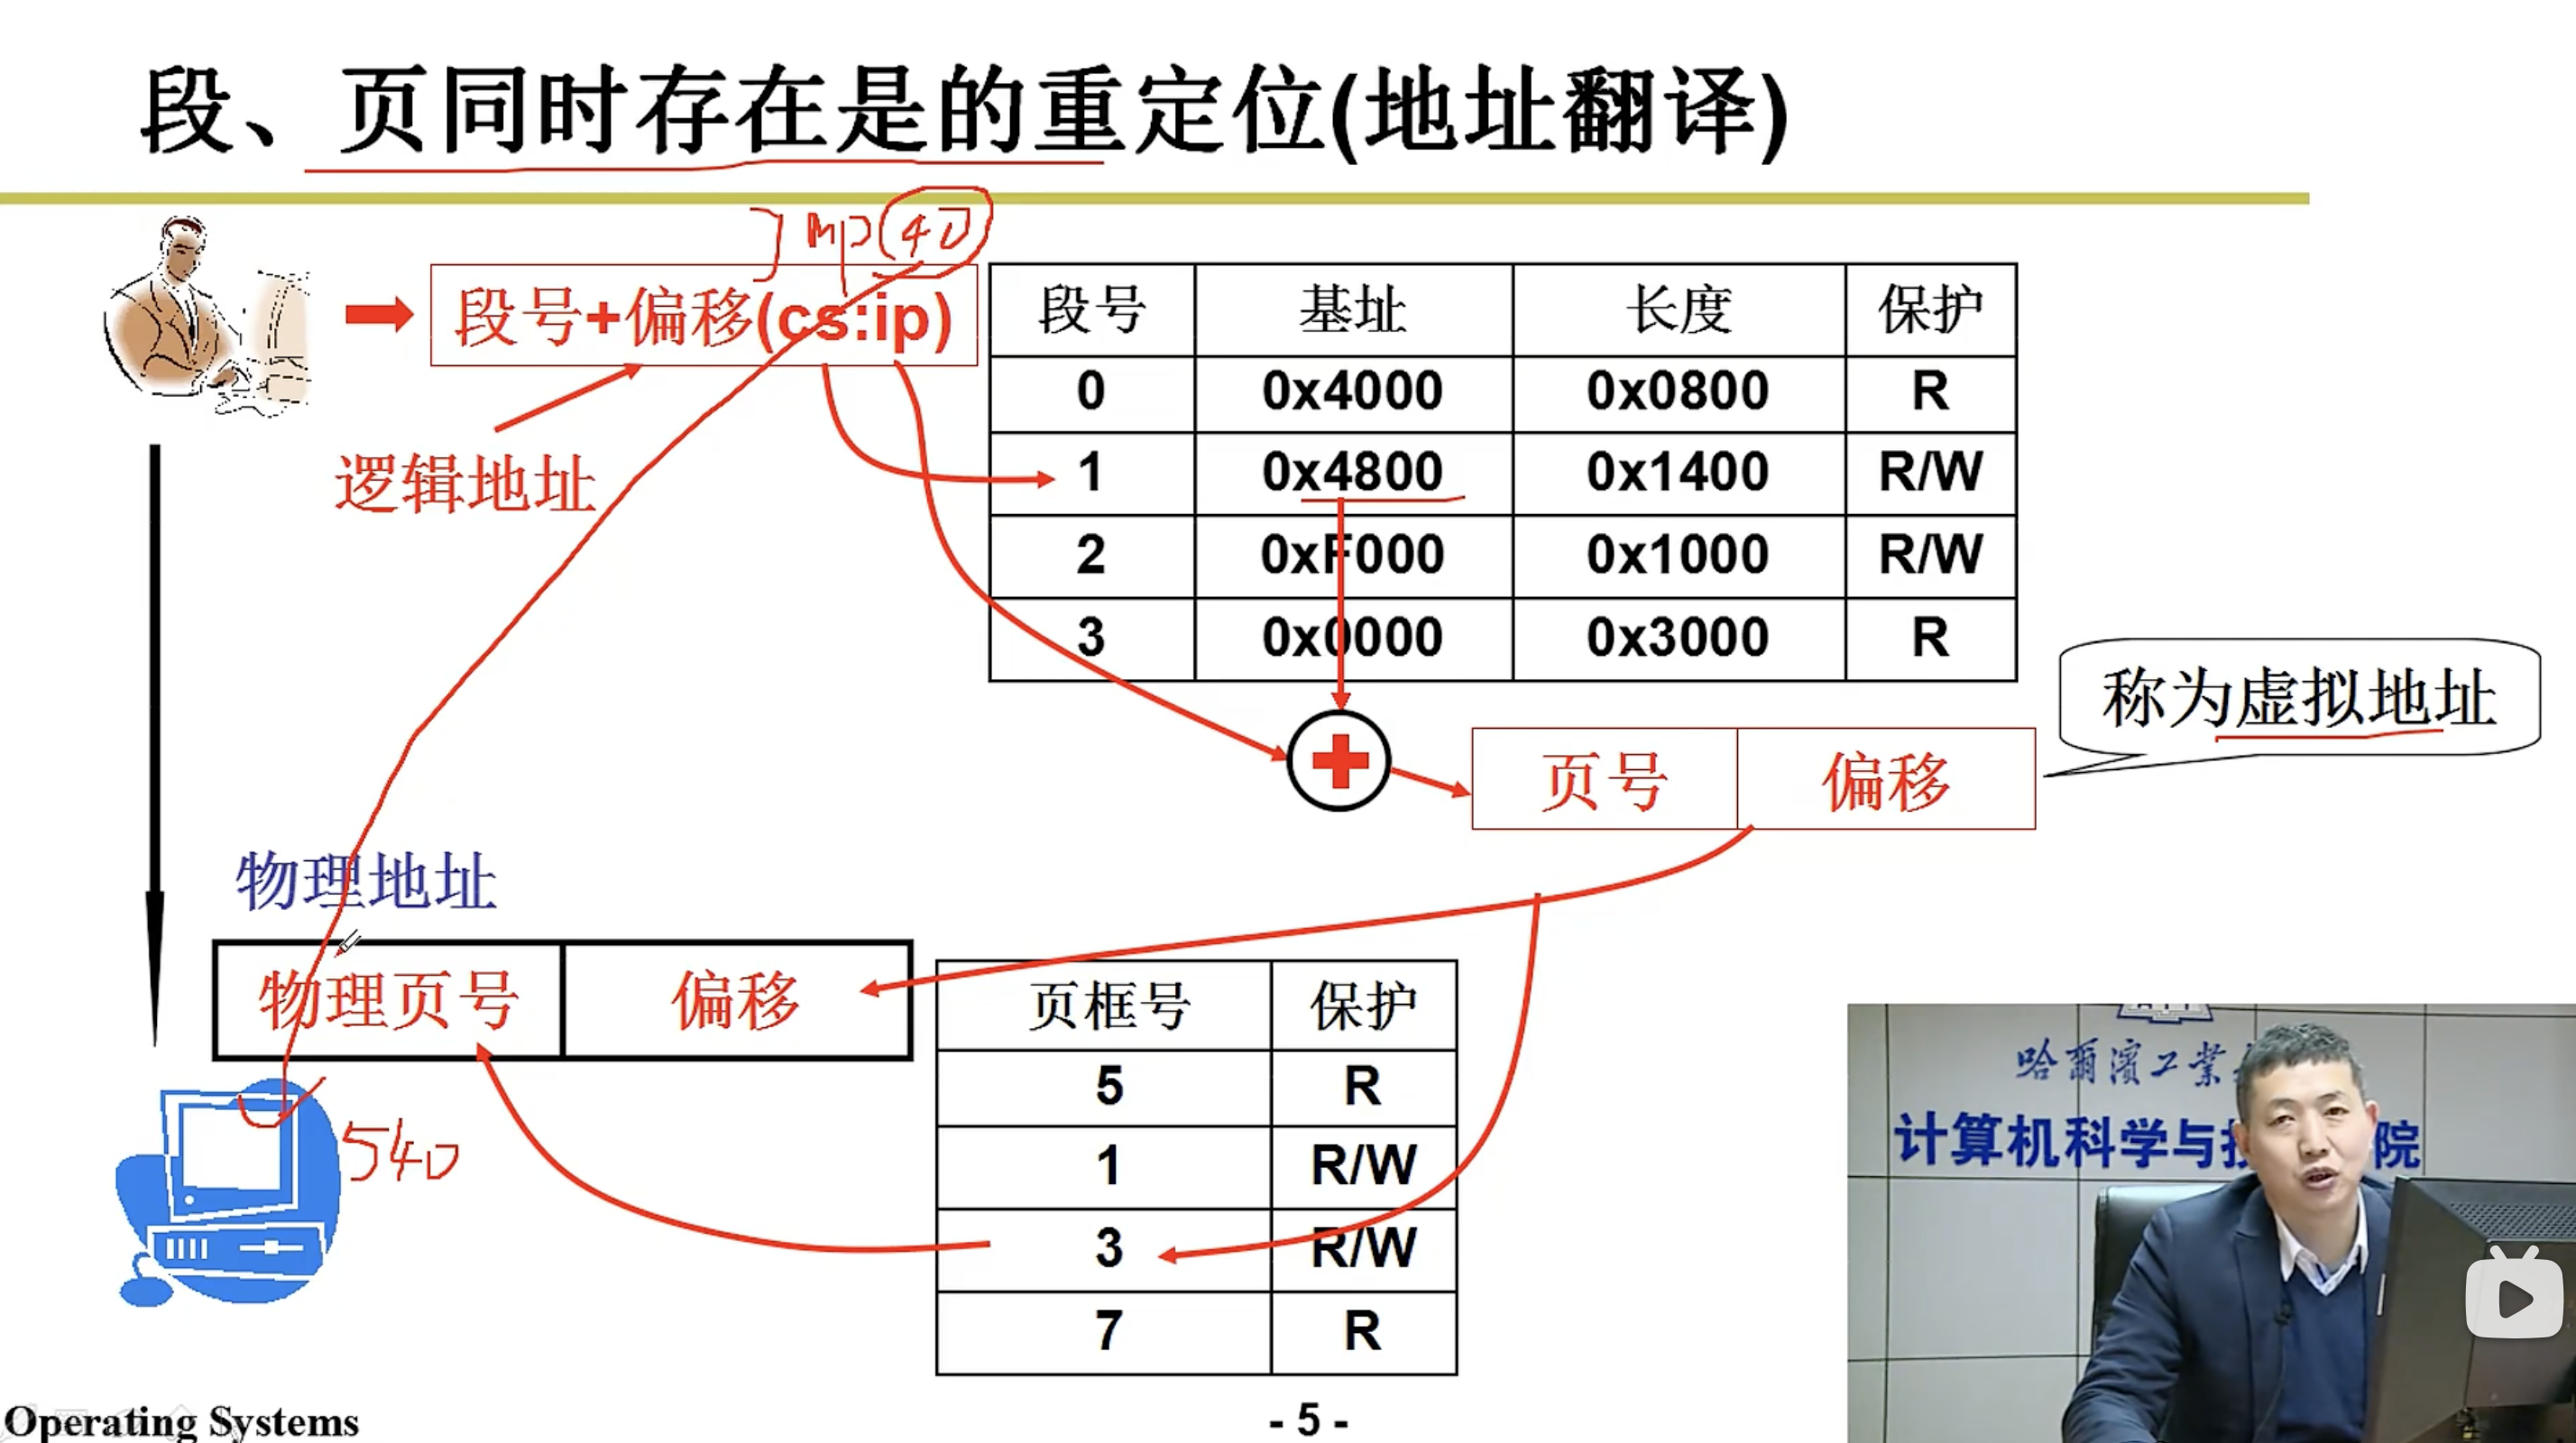 段、页同时存在是的重定位(地址翻译)
jmp 40
段号+偏移(cs:ip)
逻辑地址
段号 基址 长度 保护
0 0x4000 0x0800 R
1 0x4800 0x1400 R/W
2 0xF000 0x1000 R/W
3 0x0000 0x3000 R
称为虚拟地址
页号 偏移
物理地址
物理页号 偏移
540
页框号 保护
5 R
1 R/W
3 R/W
7 R
哈爾濱工業
计算机科学与技 院
Operating Systems
- 5 -